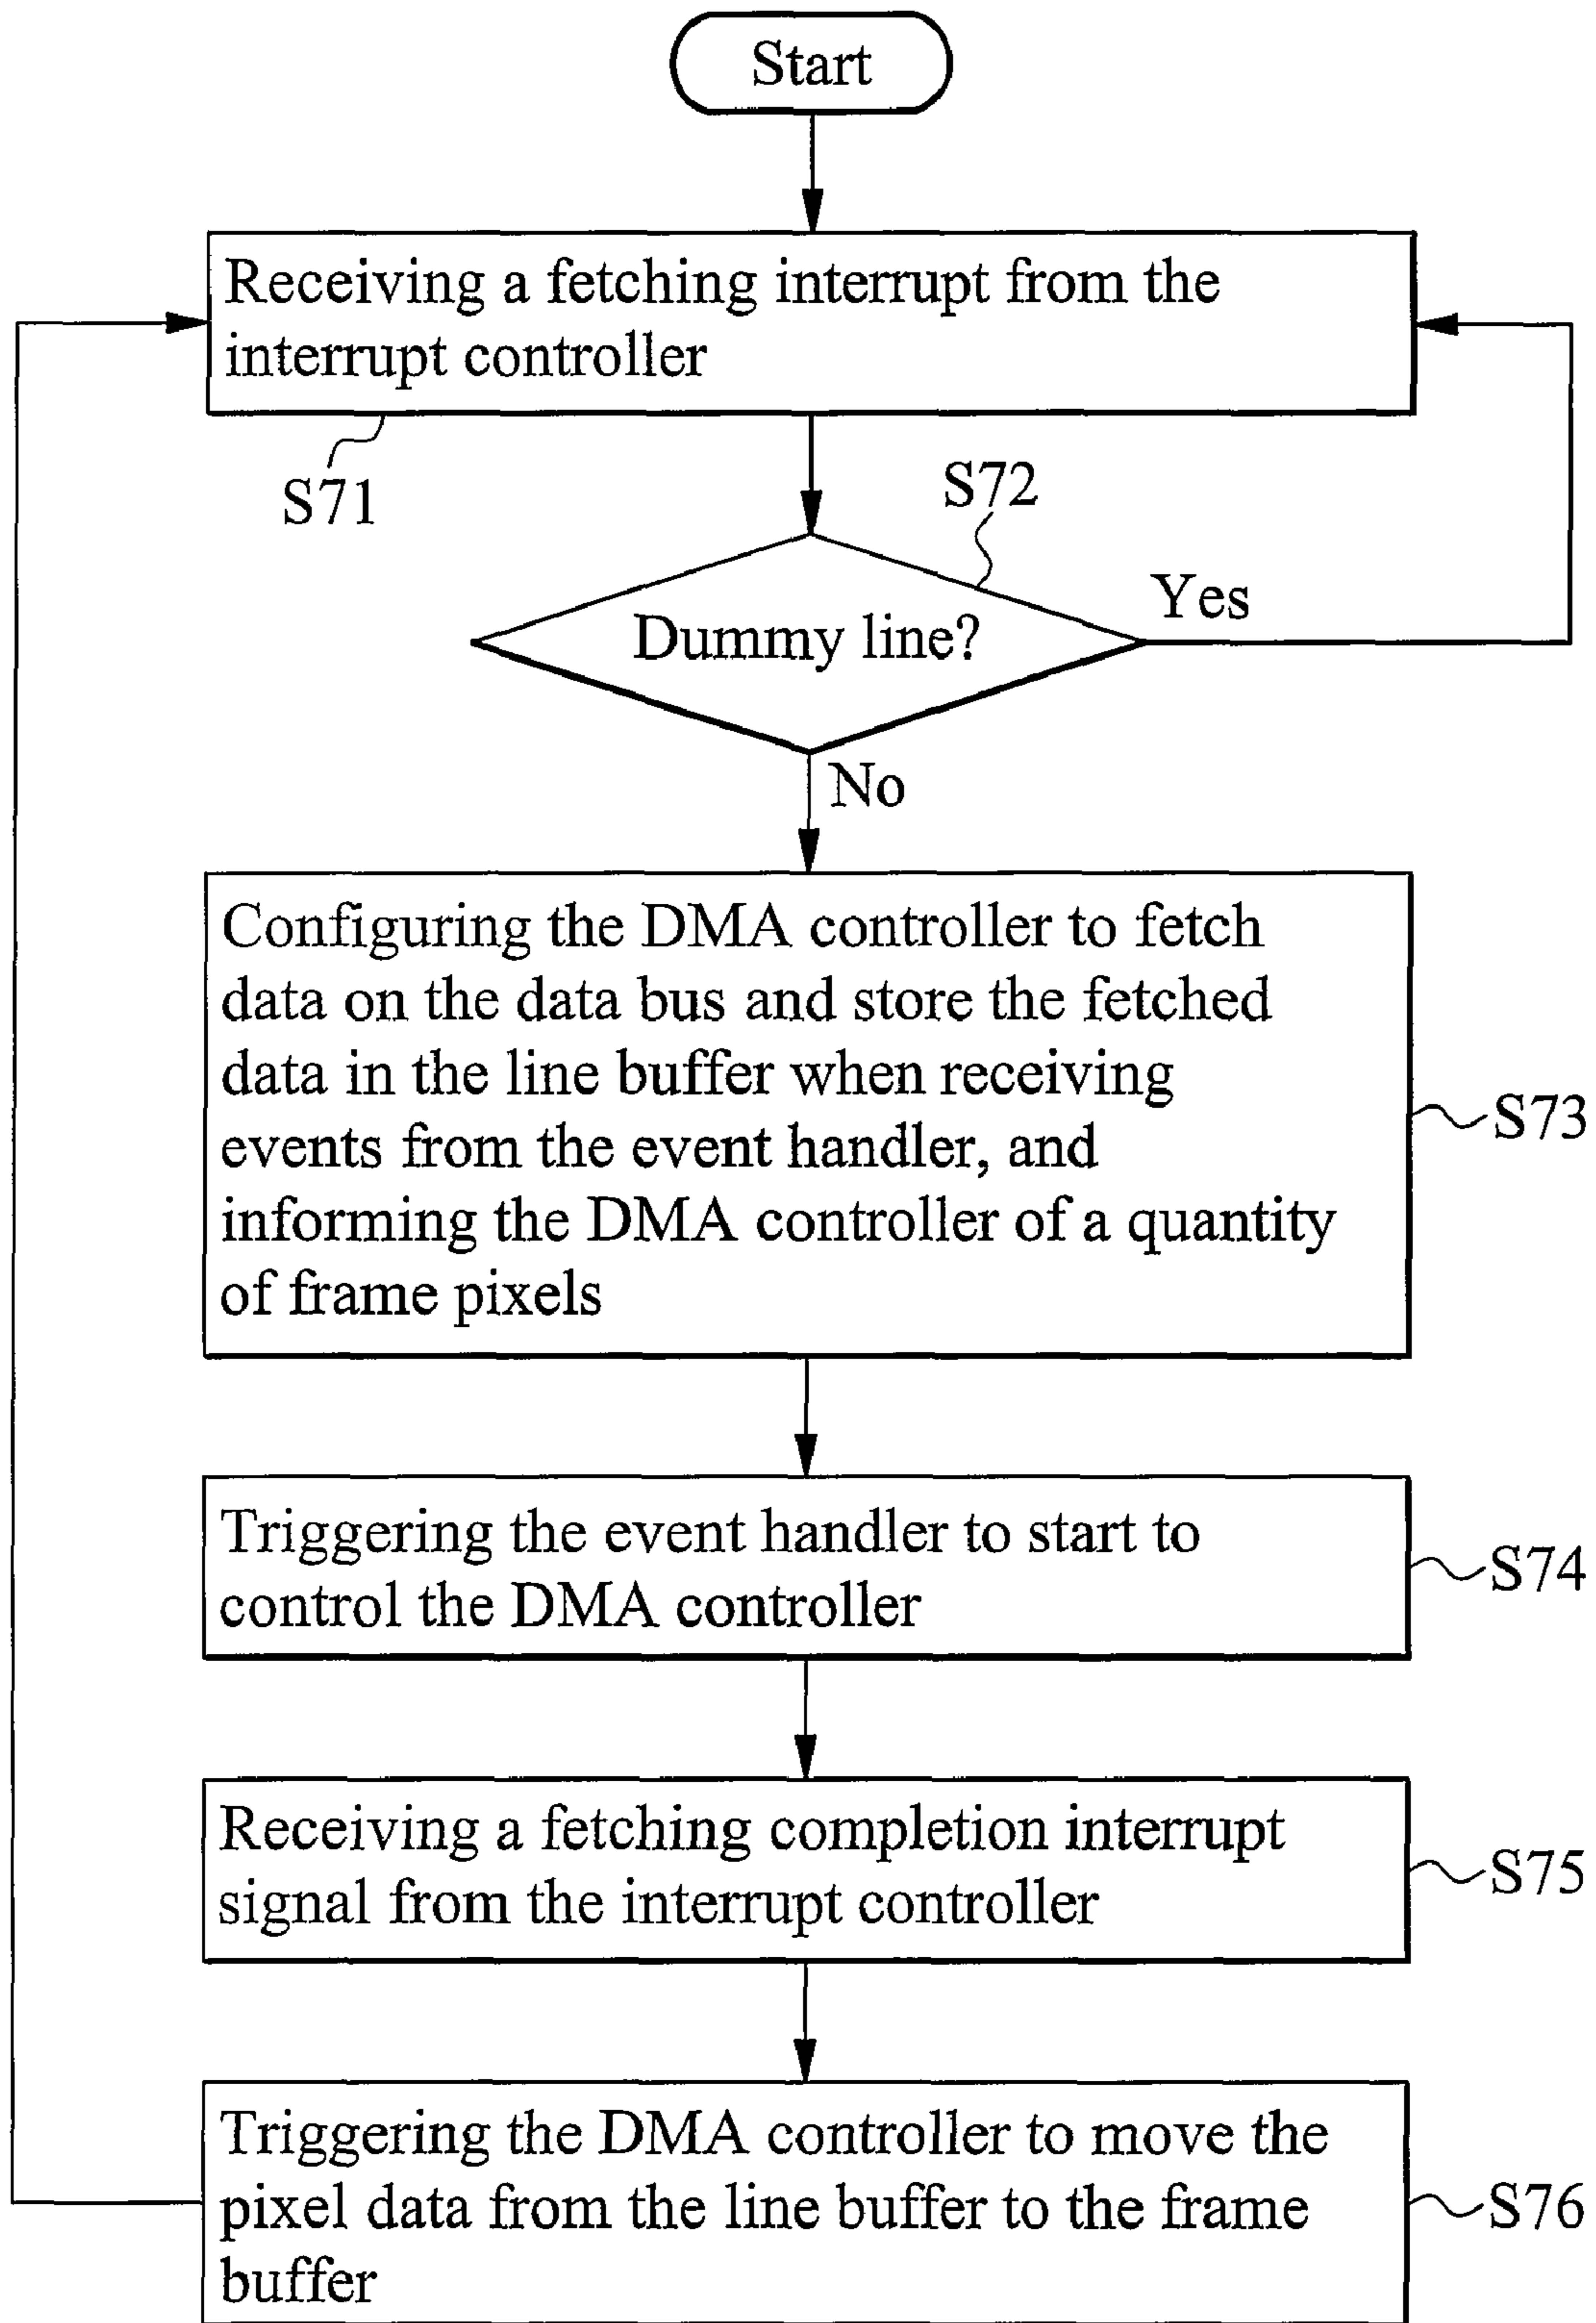 Start
Receiving a fetching interrupt from the
interrupt controller
S71
S72
Dummy line?
Yes
No
Configuring the DMA controller to fetch
data on the data bus and store the fetched
data in the line buffer when receiving
events from the event handler, and
informing the DMA controller of a quantity
of frame pixels
S73
Triggering the event handler to start to
control the DMA controller
S74
Receiving a fetching completion interrupt
signal from the interrupt controller
S75
Triggering the DMA controller to move the
pixel data from the line buffer to the frame
buffer
S76